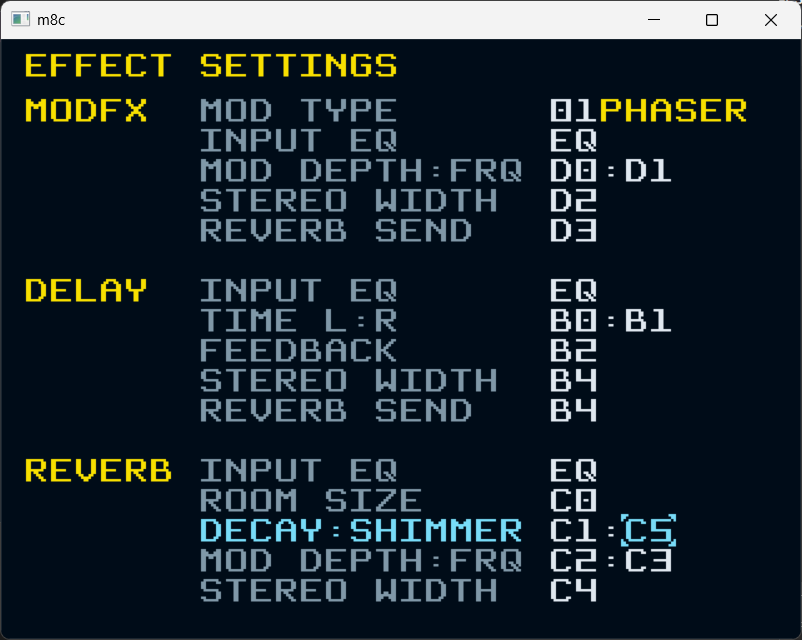 m8c
EFFECT SETTINGS
MODFX MOD TYPE 01PHASER
INPUT EQ EQ
MOD DEPTH:FRQ D0:D1
STEREO WIDTH D2
REVERB SEND D3
DELAY INPUT EQ EQ
TIME L:R B0:B1
FEEDBACK B2
STEREO WIDTH B4
REVERB SEND B4
REVERB INPUT EQ EQ
ROOM SIZE C0
DECAY:SHIMMER C1:C5
MOD DEPTH:FRQ C2:C3
STEREO WIDTH C4